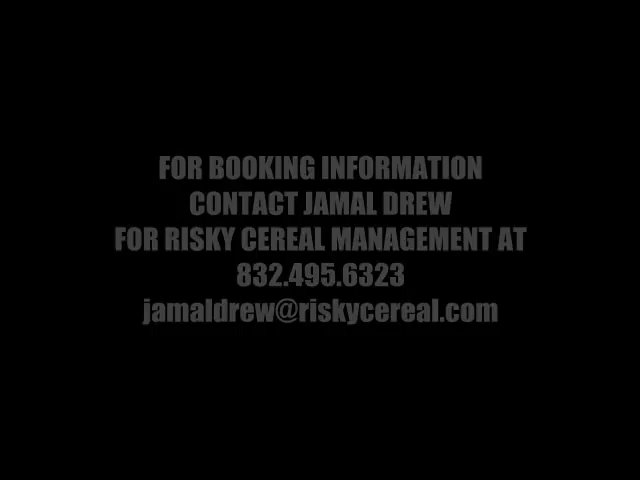 FOR BOOKING INFORMATION
CONTACT JAMAL DREW
FOR RISKY CEREAL MANAGEMENT AT
832.495.6323
jamaldrew@riskycereal.com